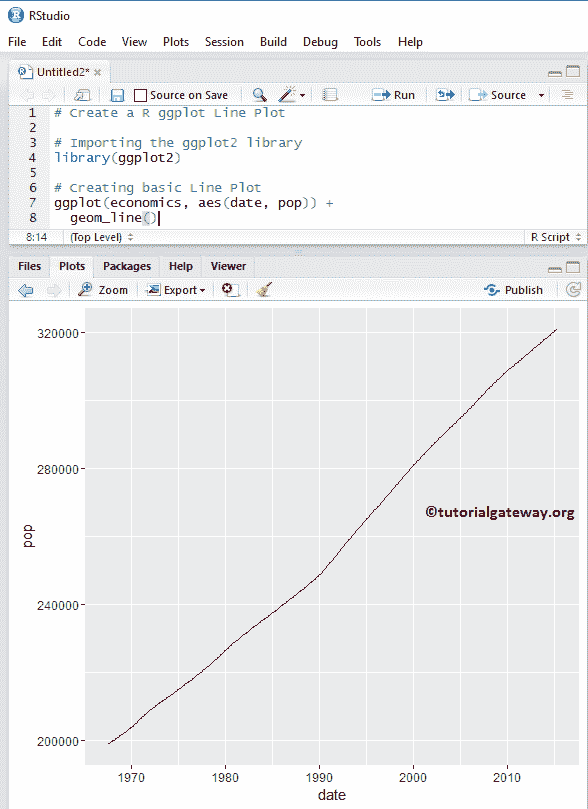 RStudio
File Edit Code View Plots Session Build Debug Tools Help
Untitled2*
Source on Save Run Source
1 # Create a R ggplot Line Plot
2
3 # Importing the ggplot2 library
4 library(ggplot2)
5
6 # Creating basic Line Plot
7 ggplot(economics, aes(date, pop)) +
8 geom_line()
8:14 (Top Level) R Script
Files Plots Packages Help Viewer
Zoom Export Publish
320000
280000
©tutorialgateway.org
pop
240000
200000
1970 1980 1990 2000 2010
date